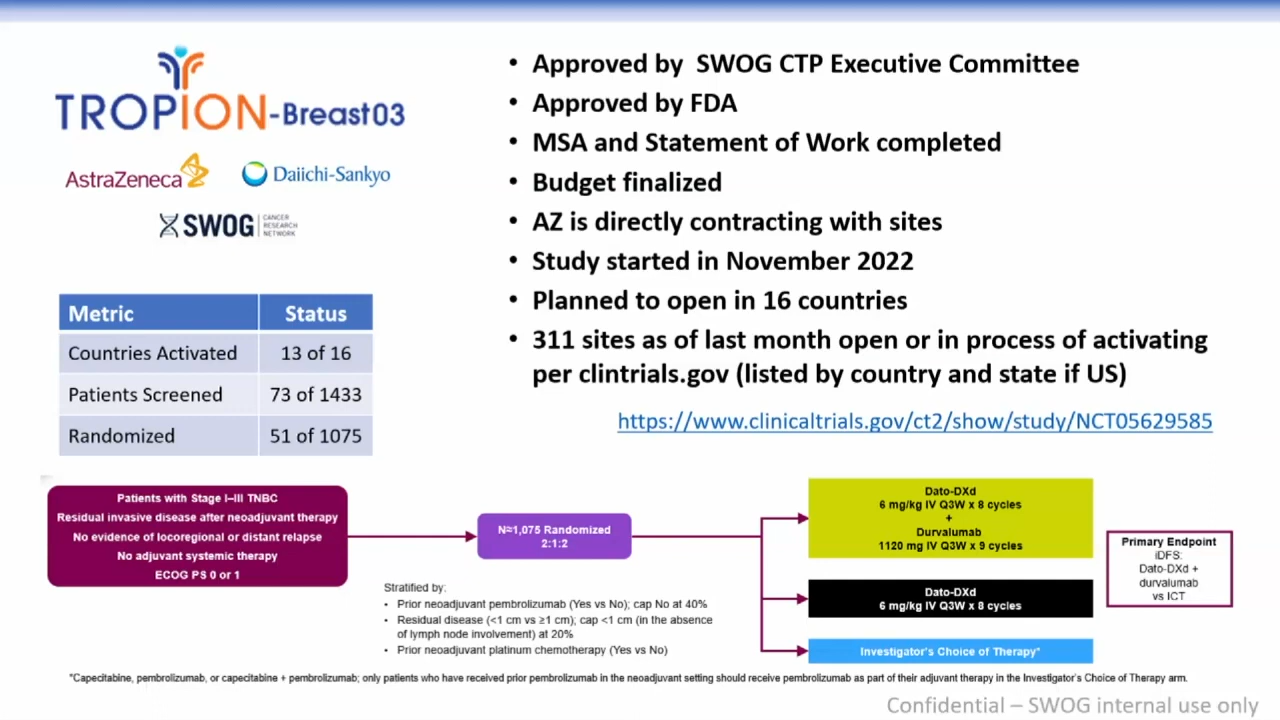 TROPION-Breast03
AstraZeneca
Daiichi-Sankyo
SWOG CANCER RESEARCH NETWORK
• Approved by SWOG CTP Executive Committee
• Approved by FDA
• MSA and Statement of Work completed
• Budget finalized
• AZ is directly contracting with sites
• Study started in November 2022
• Planned to open in 16 countries
• 311 sites as of last month open or in process of activating
per clintrials.gov (listed by country and state if US)
https://www.clinicaltrials.gov/ct2/show/study/NCT05629585
Metric Status
Countries Activated 13 of 16
Patients Screened 73 of 1433
Randomized 51 of 1075
Patients with Stage I–III TNBC
Residual invasive disease after neoadjuvant therapy
No evidence of locoregional or distant relapse
No adjuvant systemic therapy
ECOG PS 0 or 1
N≈1,075 Randomized
2:1:2
Stratified by:
• Prior neoadjuvant pembrolizumab (Yes vs No); cap No at 40%
• Residual disease (<1 cm vs ≥1 cm); cap <1 cm (in the absence
of lymph node involvement) at 20%
• Prior neoadjuvant platinum chemotherapy (Yes vs No)
Dato-DXd
6 mg/kg IV Q3W x 8 cycles
+
Durvalumab
1120 mg IV Q3W x 9 cycles
Dato-DXd
6 mg/kg IV Q3W x 8 cycles
Investigator's Choice of Therapy*
Primary Endpoint
iDFS:
Dato-DXd +
durvalumab
vs ICT
*Capecitabine, pembrolizumab, or capecitabine + pembrolizumab; only patients who have received prior pembrolizumab in the neoadjuvant setting should receive pembrolizumab as part of their adjuvant therapy in the Investigator's Choice of Therapy arm.
Confidential – SWOG internal use only